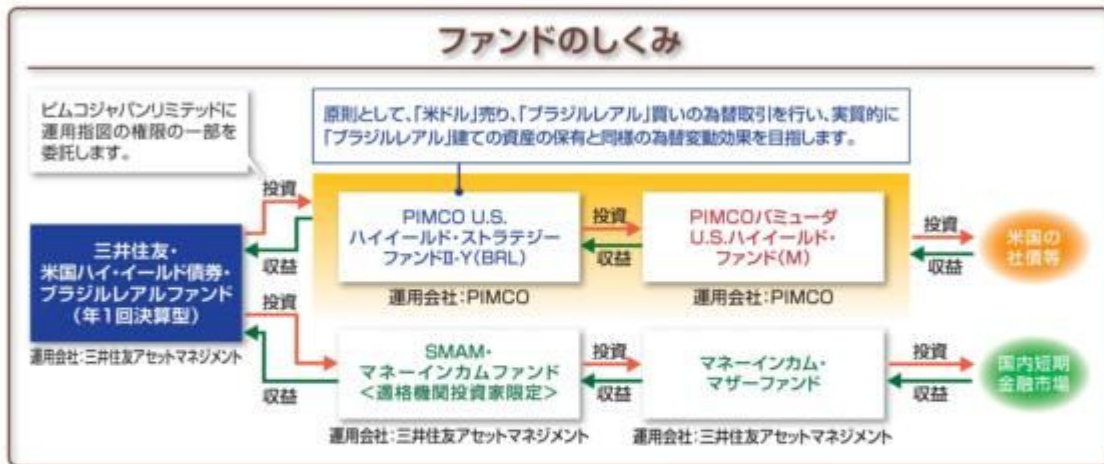 ファンドのしくみ
ピムコジャパンリミテッドに
運用指図の権限の一部を
委託します。
原則として、「米ドル」売り、「ブラジルレアル」買いの為替取引を行い、実質的に
「ブラジルレアル」建ての資産の保有と同様の為替変動効果を目指します。
投資
収益
三井住友・
米国ハイ・イールド債券・
ブラジルレアルファンド
(年1回決算型)
運用会社:三井住友アセットマネジメント
投資
収益
PIMCO U.S.
ハイイールド・ストラテジー
ファンドⅡ-Y(BRL)
運用会社:PIMCO
投資
収益
PIMCOバミューダ
U.S.ハイイールド・
ファンド(M)
運用会社:PIMCO
投資
収益
米国の
社債等
SMAM・
マネーインカムファンド
<適格機関投資家限定>
運用会社:三井住友アセットマネジメント
投資
収益
マネーインカム・
マザーファンド
運用会社:三井住友アセットマネジメント
投資
収益
国内短期
金融市場